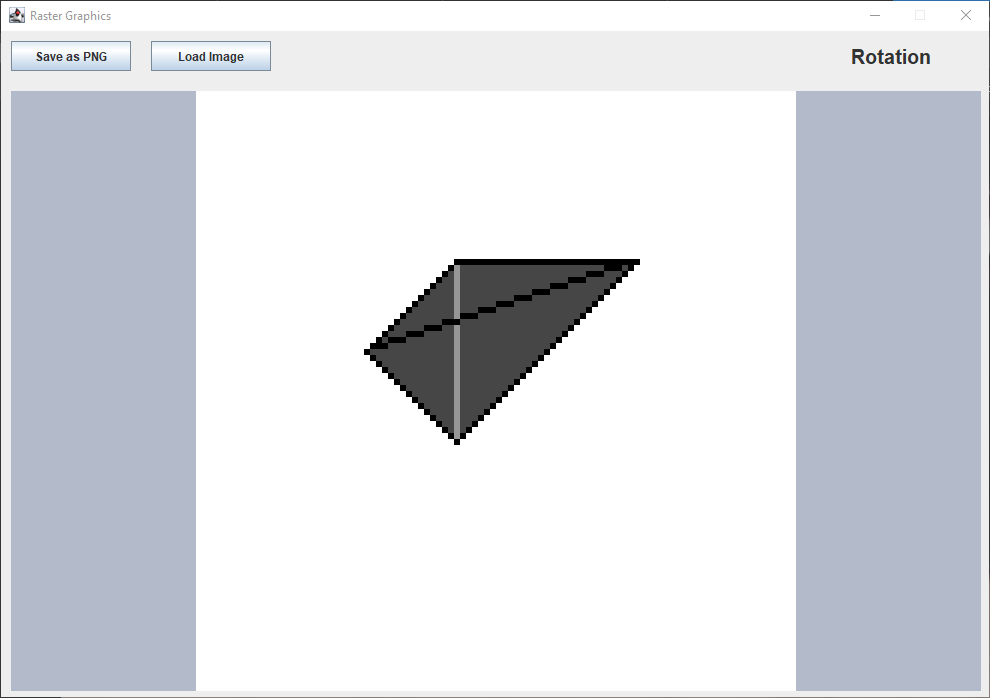 Raster Graphics
Save as PNG
Load Image
Rotation